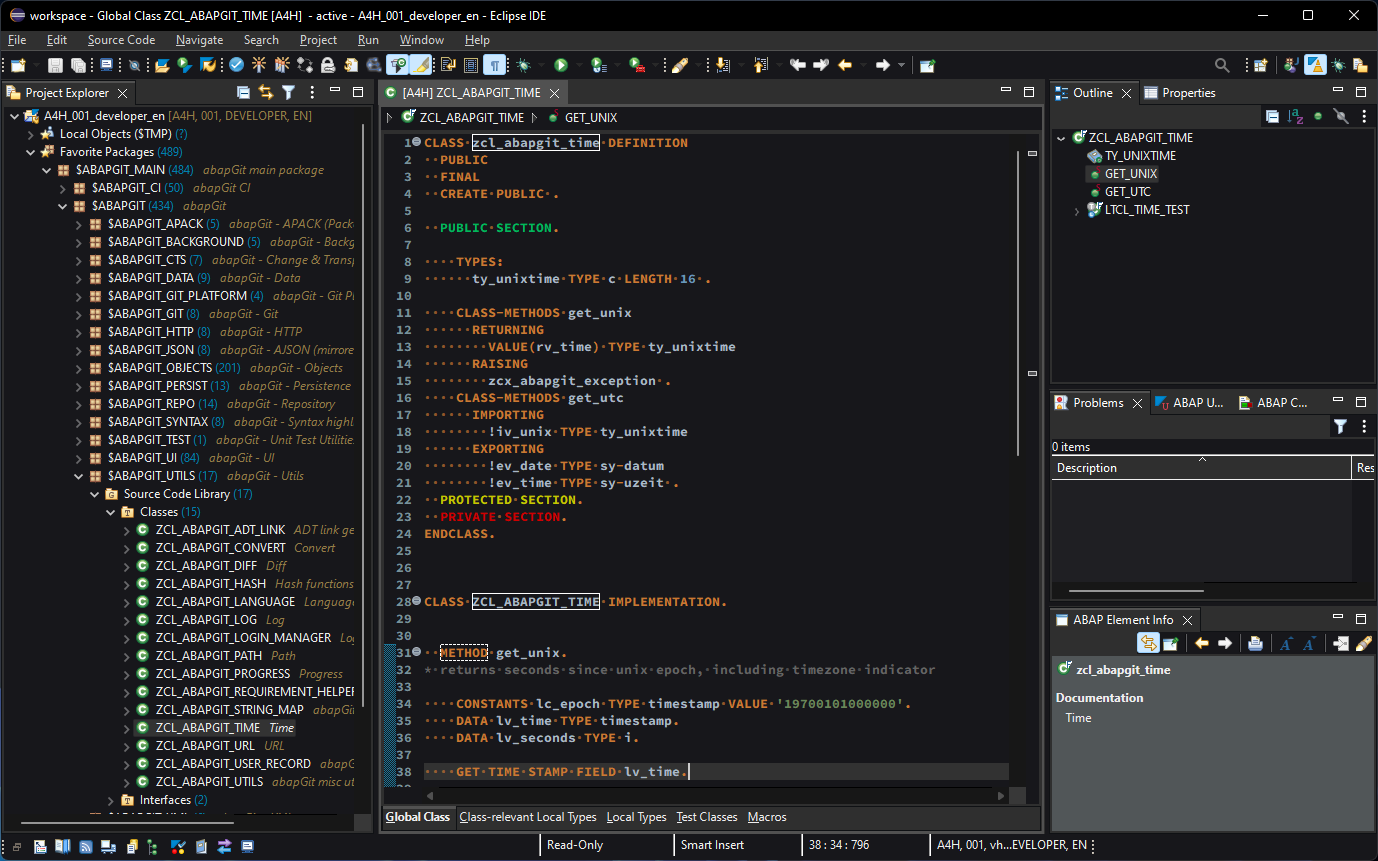 workspace - Global Class ZCL_ABAPGIT_TIME [A4H] - active - A4H_001_developer_en - Eclipse IDE
File Edit Source Code Navigate Search Project Run Window Help
Project Explorer
A4H_001_developer_en [A4H, 001, DEVELOPER, EN]
Local Objects ($TMP) (?)
Favorite Packages (489)
$ABAPGIT_MAIN (484) abapGit main package
$ABAPGIT_CI (50) abapGit CI
$ABAPGIT (434) abapGit
$ABAPGIT_APACK (5) abapGit - APACK (Pack
$ABAPGIT_BACKGROUND (5) abapGit - Backg
$ABAPGIT_CTS (7) abapGit - Change & Transp
$ABAPGIT_DATA (9) abapGit - Data
$ABAPGIT_GIT_PLATFORM (4) abapGit - Git Pl
$ABAPGIT_GIT (8) abapGit - Git
$ABAPGIT_HTTP (8) abapGit - HTTP
$ABAPGIT_JSON (8) abapGit - AJSON (mirrore
$ABAPGIT_OBJECTS (201) abapGit - Objects
$ABAPGIT_PERSIST (13) abapGit - Persistence
$ABAPGIT_REPO (14) abapGit - Repository
$ABAPGIT_SYNTAX (8) abapGit - Syntax highl
$ABAPGIT_TEST (1) abapGit - Unit Test Utilities
$ABAPGIT_UI (84) abapGit - UI
$ABAPGIT_UTILS (17) abapGit - Utils
Source Code Library (17)
Classes (15)
ZCL_ABAPGIT_ADT_LINK ADT link ge
ZCL_ABAPGIT_CONVERT Convert
ZCL_ABAPGIT_DIFF Diff
ZCL_ABAPGIT_HASH Hash functions
ZCL_ABAPGIT_LANGUAGE Language
ZCL_ABAPGIT_LOG Log
ZCL_ABAPGIT_LOGIN_MANAGER Log
ZCL_ABAPGIT_PATH Path
ZCL_ABAPGIT_PROGRESS Progress
ZCL_ABAPGIT_REQUIREMENT_HELPER
ZCL_ABAPGIT_STRING_MAP abapGi
ZCL_ABAPGIT_TIME Time
ZCL_ABAPGIT_URL URL
ZCL_ABAPGIT_USER_RECORD abapG
ZCL_ABAPGIT_UTILS abapGit misc ut
Interfaces (2)
[A4H] ZCL_ABAPGIT_TIME
ZCL_ABAPGIT_TIME GET_UNIX
1 CLASS zcl_abapgit_time DEFINITION
2 PUBLIC
3 FINAL
4 CREATE PUBLIC .
5
6 PUBLIC SECTION.
7
8 TYPES:
9 ty_unixtime TYPE c LENGTH 16 .
10
11 CLASS-METHODS get_unix
12 RETURNING
13 VALUE(rv_time) TYPE ty_unixtime
14 RAISING
15 zcx_abapgit_exception .
16 CLASS-METHODS get_utc
17 IMPORTING
18 !iv_unix TYPE ty_unixtime
19 EXPORTING
20 !ev_date TYPE sy-datum
21 !ev_time TYPE sy-uzeit .
22 PROTECTED SECTION.
23 PRIVATE SECTION.
24 ENDCLASS.
25
26
27
28 CLASS ZCL_ABAPGIT_TIME IMPLEMENTATION.
29
30
31 METHOD get_unix.
32 * returns seconds since unix epoch, including timezone indicator
33
34 CONSTANTS lc_epoch TYPE timestamp VALUE '19700101000000'.
35 DATA lv_time TYPE timestamp.
36 DATA lv_seconds TYPE i.
37
38 GET TIME STAMP FIELD lv_time.
Global Class Class-relevant Local Types Local Types Test Classes Macros
Outline Properties
ZCL_ABAPGIT_TIME
TY_UNIXTIME
GET_UNIX
GET_UTC
LTCL_TIME_TEST
Problems ABAP U... ABAP C...
0 items
Description Res
ABAP Element Info
zcl_abapgit_time
Documentation
Time
Read-Only Smart Insert 38 : 34 : 796 A4H, 001, vh...EVELOPER, EN